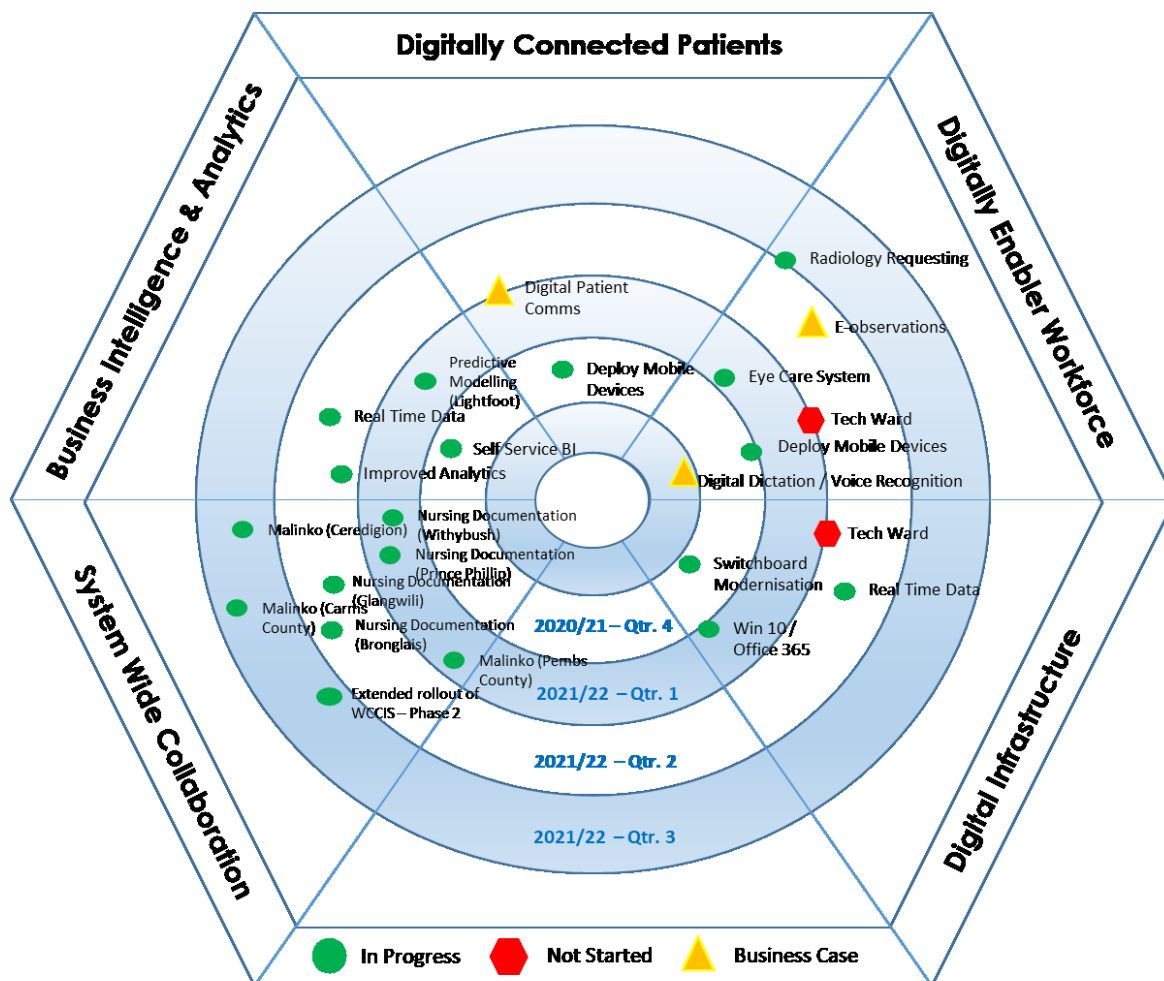 Digitally Connected Patients
Business Intelligence & Analytics
Digitally Enabler Workforce
Radiology Requesting
Digital Patient
Comms
E-observations
Predictive
Modelling
(Lightfoot)
Deploy Mobile
Devices
Eye Care System
Real Time Data
Tech Ward
Self Service BI
Deploy Mobile Devices
Improved Analytics
Digital Dictation / Voice Recognition
Malinko (Ceredigion)
Nursing Documentation
(Withybush)
Tech Ward
Nursing Documentation
(Prince Phillip)
Switchboard
Modernisation
Nursing Documentation
(Glangwili)
Real Time Data
Malinko (Carms
County)
Nursing Documentation
(Bronglais)
2020/21 – Qtr. 4
Win 10 /
Office 365
Malinko (Pembs
County)
Extended rollout of
WCCIS – Phase 2
2021/22 – Qtr. 1
2021/22 – Qtr. 2
2021/22 – Qtr. 3
System Wide Collaboration
Digital Infrastructure
In Progress
Not Started
Business Case